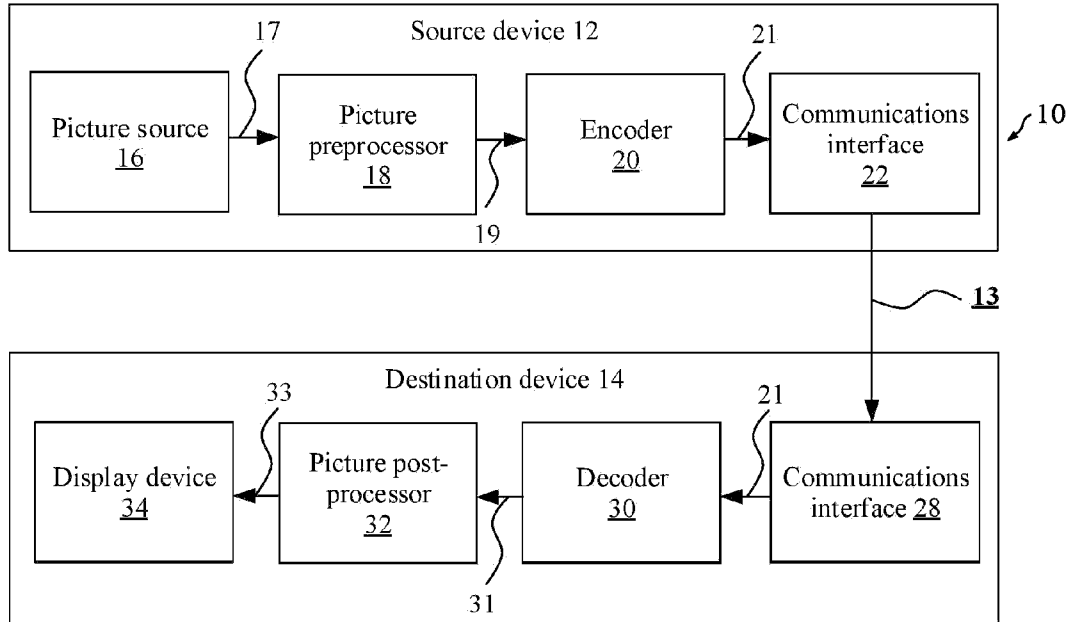 Source device 12
17
21
Picture source
16
Picture
preprocessor
18
Encoder
20
Communications
interface
22
10
19
13
Destination device 14
33
21
Display device
34
Picture post-
processor
32
Decoder
30
Communications
interface 28
31